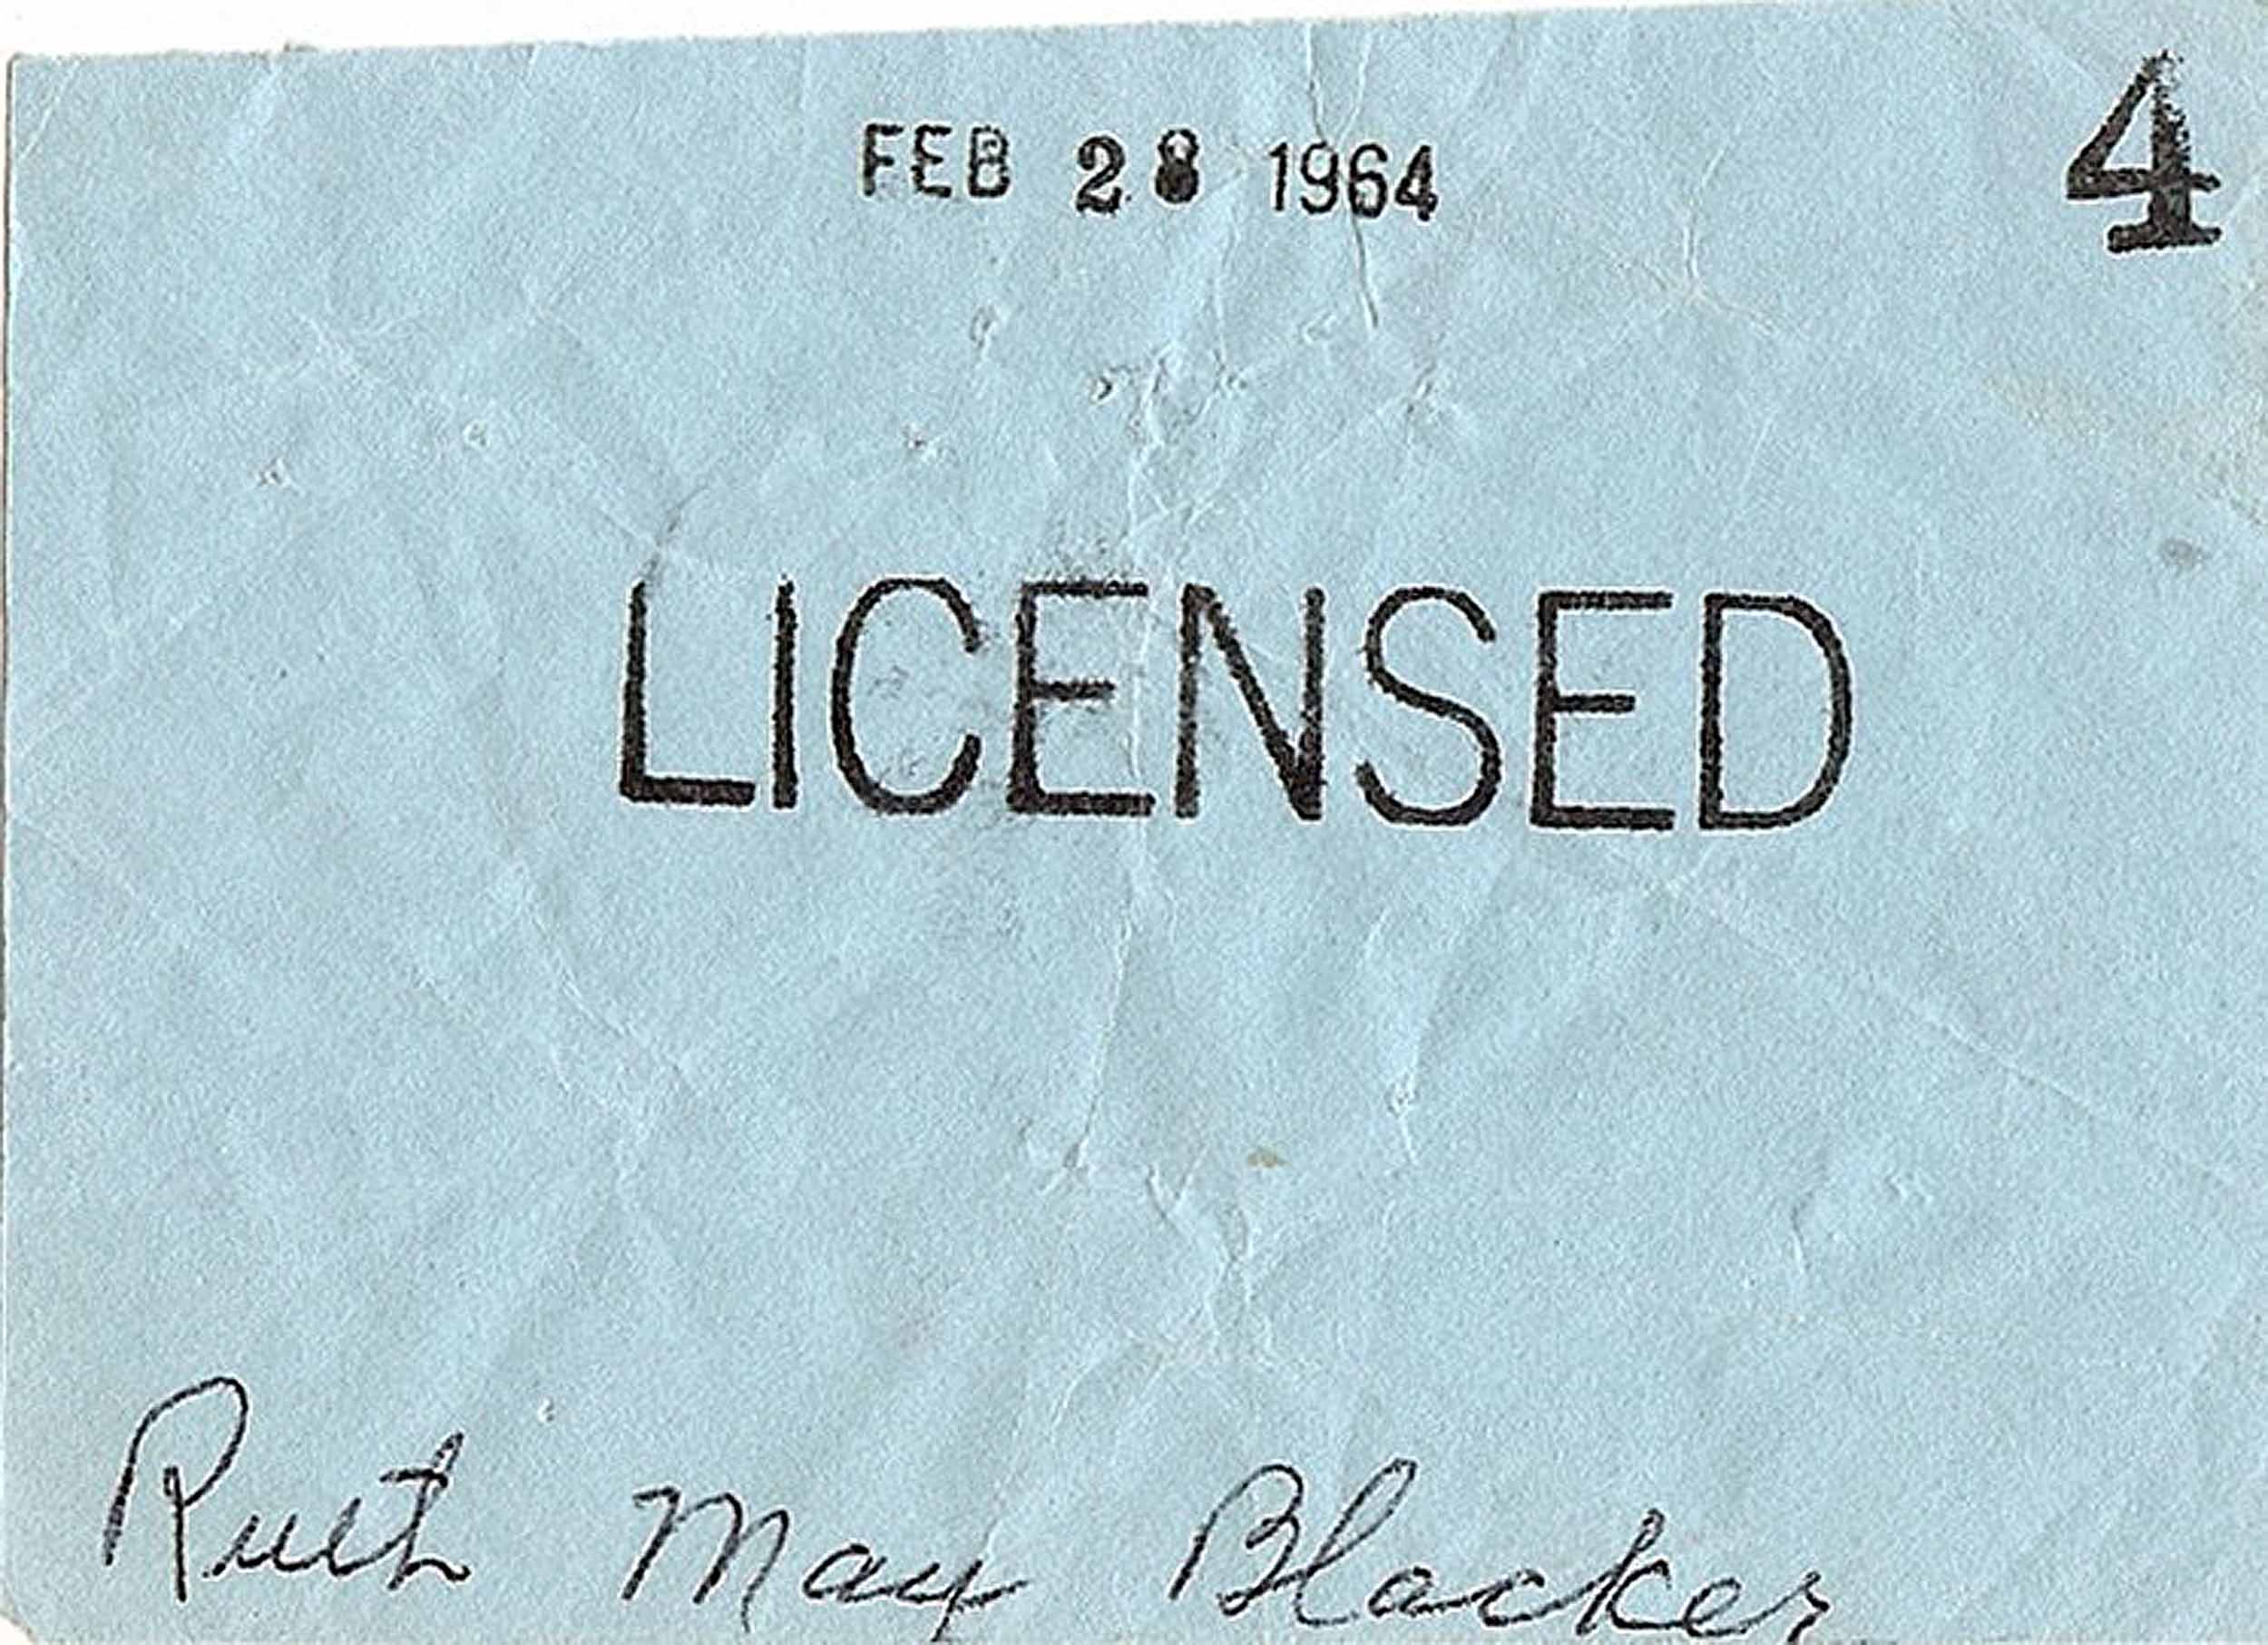 FEB 28 1964
4
LICENSED
Ruth May Blacker